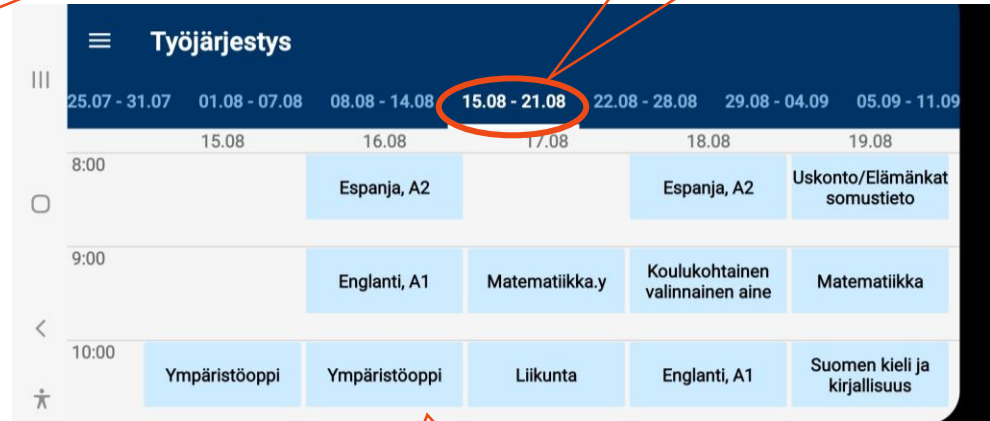 Työjärjestys
25.07 - 31.07 01.08 - 07.08 08.08 - 14.08 15.08 - 21.08 22.08 - 28.08 29.08 - 04.09 05.09 - 11.09
15.08 16.08 17.08 18.08 19.08
8:00
Espanja, A2
Espanja, A2
Uskonto/Elämänkat
somustieto
9:00
Englanti, A1
Matematiikka.y
Koulukohtainen
valinnainen aine
Matematiikka
10:00
Ympäristöoppi
Ympäristöoppi
Liikunta
Englanti, A1
Suomen kieli ja
kirjallisuus